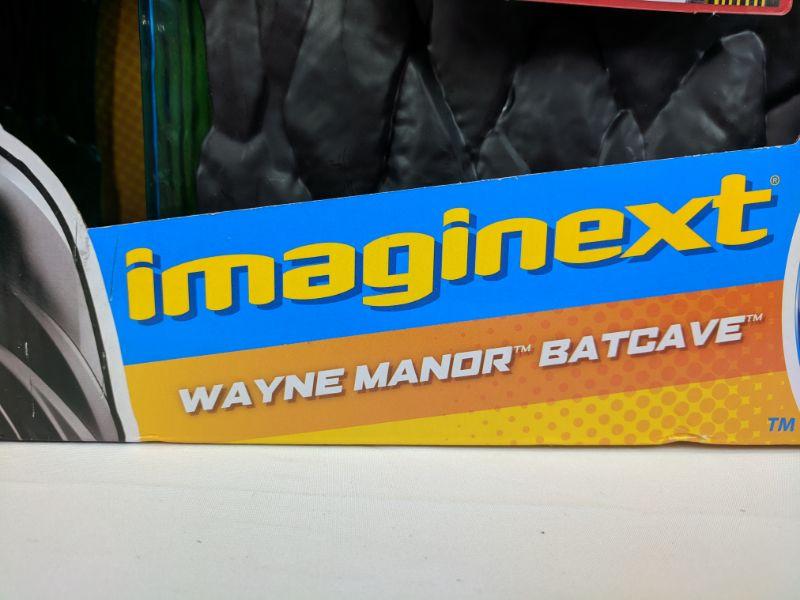 imaginext®
WAYNE MANOR™ BATCAVE™
TM